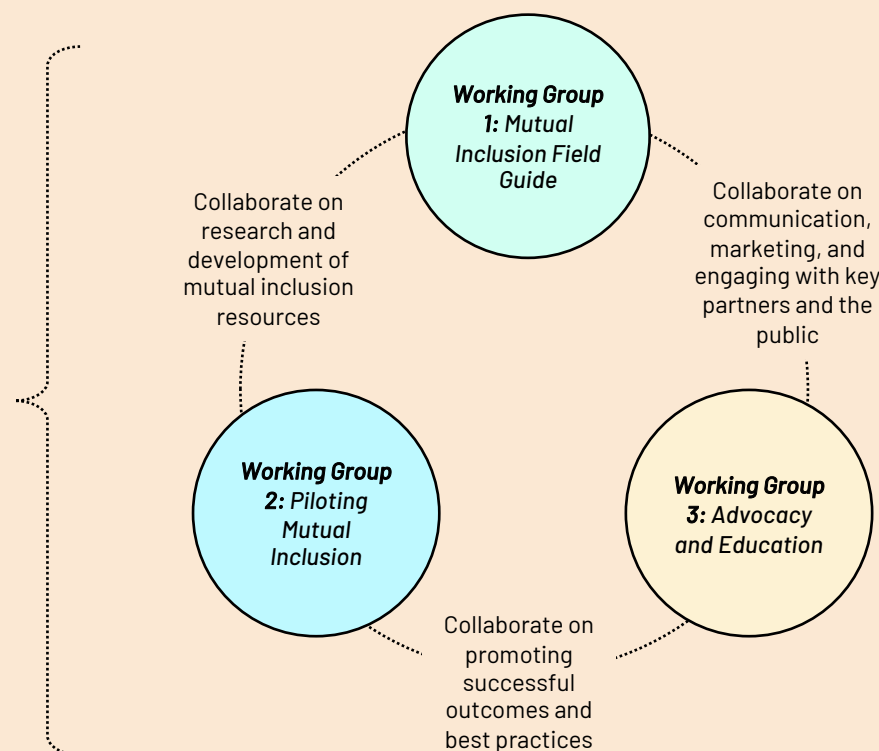 Working Group
1: Mutual
Inclusion Field
Guide
Collaborate on
research and
development of
mutual inclusion
resources
Collaborate on
communication,
marketing, and
engaging with key
partners and the
public
Working Group
2: Piloting
Mutual
Inclusion
Working Group
3: Advocacy
and Education
Collaborate on
promoting
successful
outcomes and
best practices